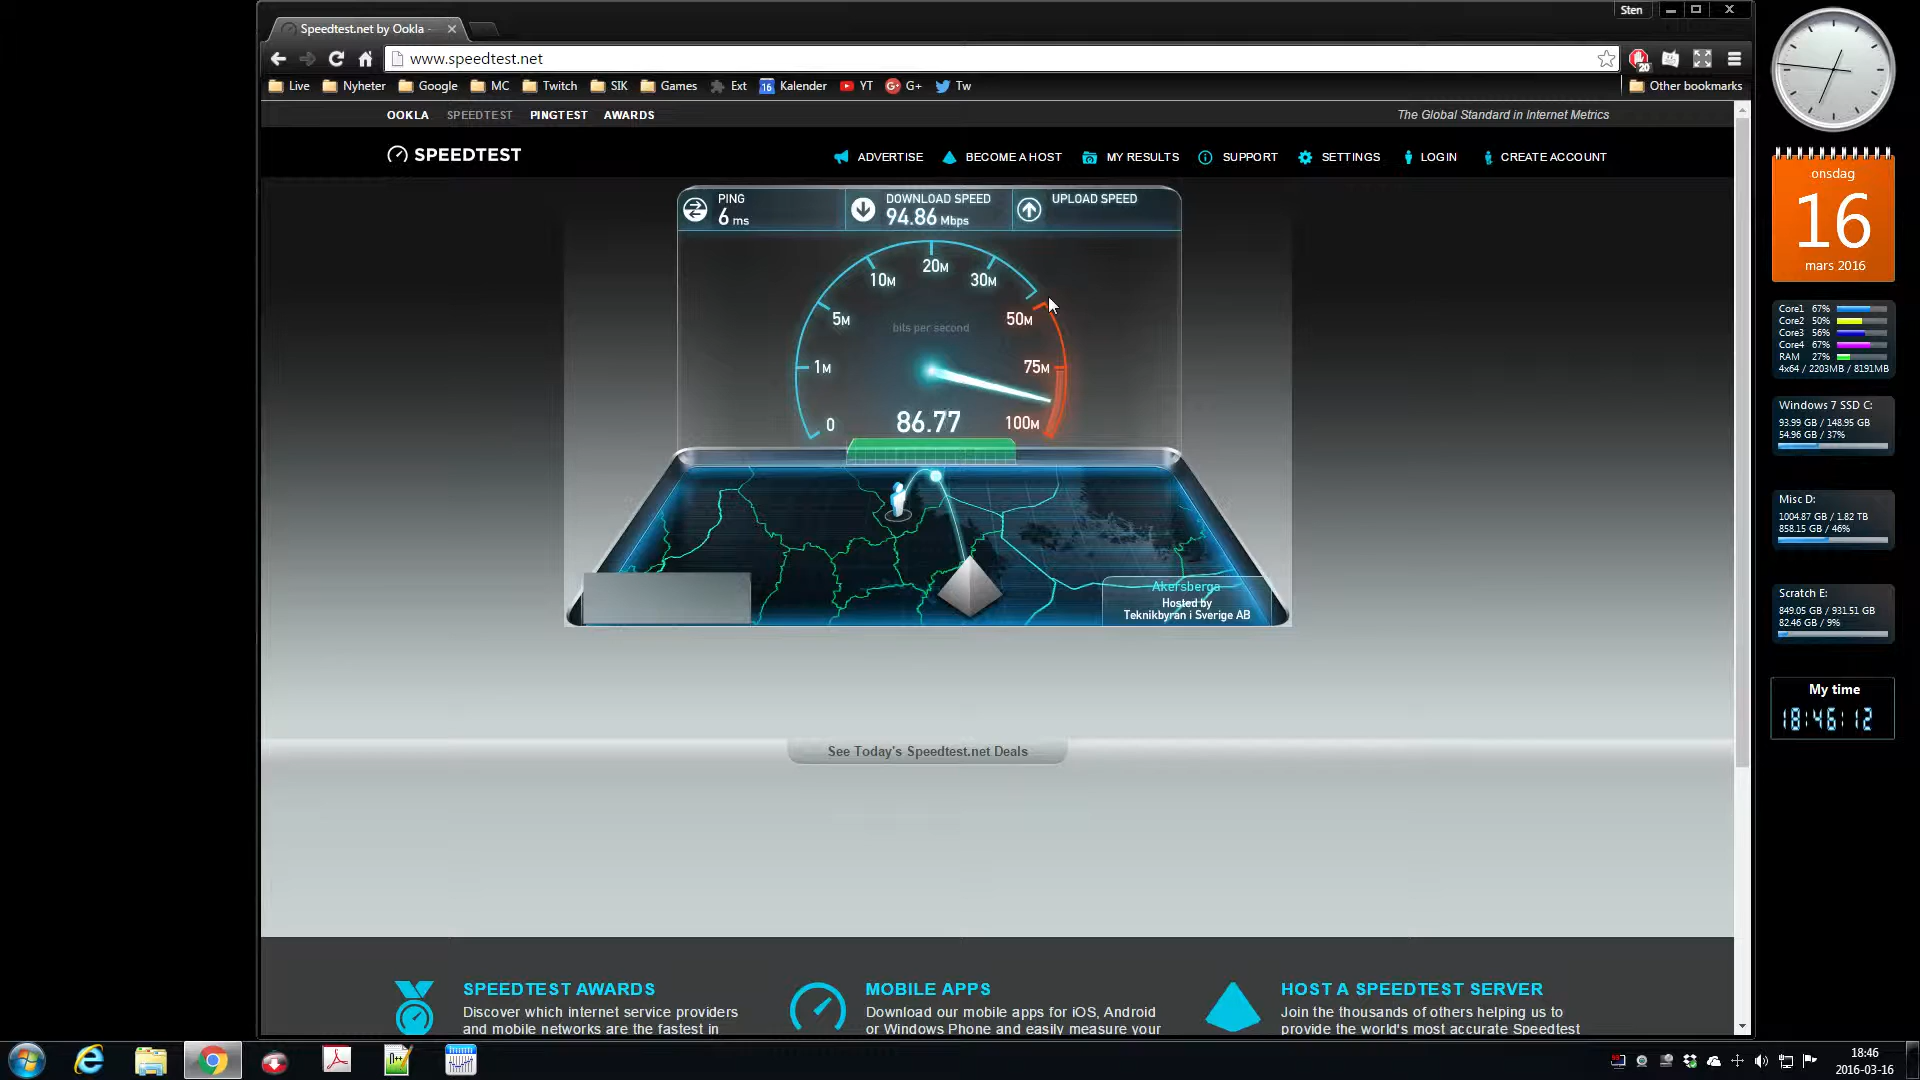 Sten
Speedtest.net by Ookla -
www.speedtest.net
20
Live Nyheter Google MC Twitch SIK Games Ext 16 Kalender YT G+ Tw Other bookmarks
OOKLA SPEEDTEST PINGTEST AWARDS The Global Standard in Internet Metrics
SPEEDTEST ADVERTISE BECOME A HOST MY RESULTS SUPPORT SETTINGS LOGIN CREATE ACCOUNT
PING DOWNLOAD SPEED UPLOAD SPEED
6 ms 94.86 Mbps
20M
10M 30M
5M 50M
bits per second
1M 75M
0 86.77 100M
Åkersberga
Hosted by
Teknikbyrån i Sverige AB
See Today's Speedtest.net Deals
SPEEDTEST AWARDS
Discover which internet service providers
and mobile networks are the fastest in
MOBILE APPS
Download our mobile apps for iOS, Android
or Windows Phone and easily measure your
HOST A SPEEDTEST SERVER
Join the thousands of others helping us to
provide the world's most accurate Speedtest
onsdag
16
mars 2016
Core1 67%
Core2 50%
Core3 56%
Core4 67%
RAM 27%
4x64 / 2203MB / 8191MB
Windows 7 SSD C:
93.99 GB / 148.95 GB
54.96 GB / 37%
Misc D:
1004.87 GB / 1.82 TB
858.15 GB / 46%
Scratch E:
849.05 GB / 931.51 GB
82.46 GB / 9%
My time
18:46:12
18:46
2016-03-16